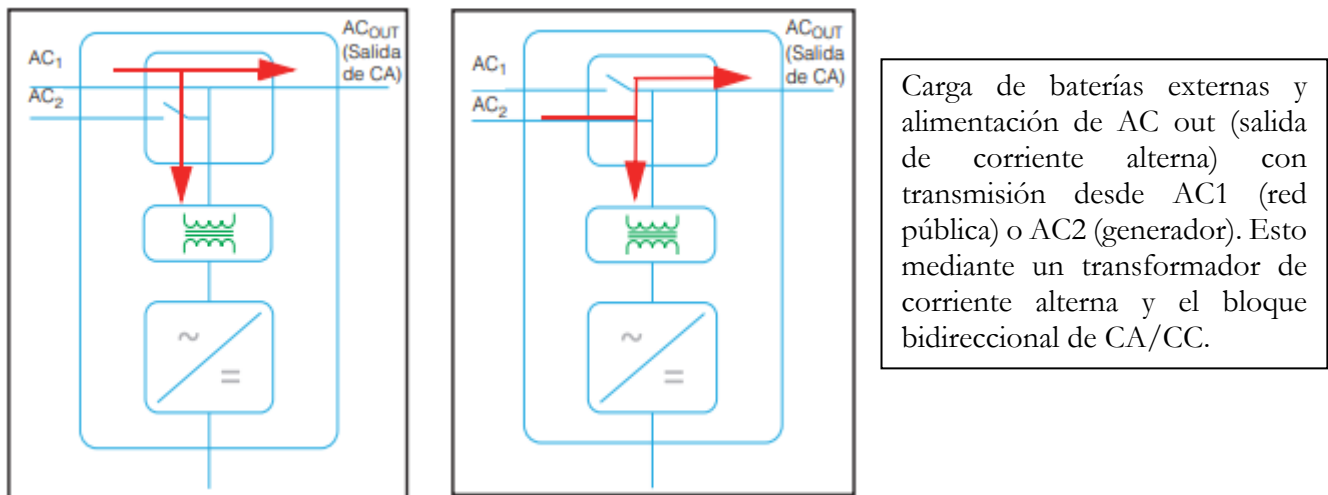 AC₁
AC₂
ACOUT
(Salida
de CA)
~
=
AC₁
AC₂
ACOUT
(Salida
de CA)
~
=
Carga de baterías externas y
alimentación de AC out (salida
de corriente alterna) con
transmisión desde AC1 (red
pública) o AC2 (generador). Esto
mediante un transformador de
corriente alterna y el bloque
bidireccional de CA/CC.